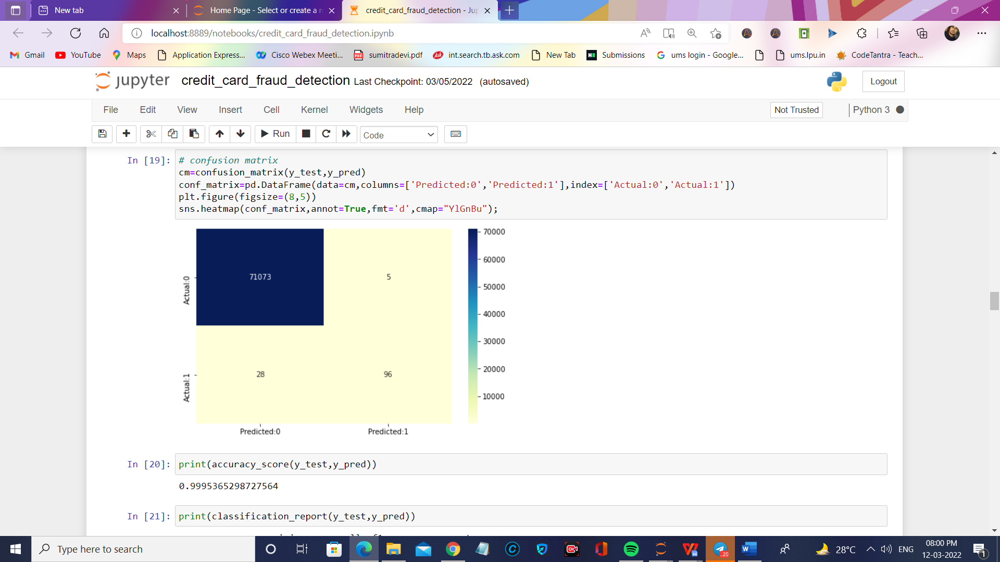 New tab
Home Page - Select or create a n
credit_card_fraud_detection - Jup
localhost:8889/notebooks/credit_card_fraud_detection.ipynb
Gmail
YouTube
Maps
Application Express...
Cisco Webex Meeti...
sumitradevi.pdf
int.search.tb.ask.com
New Tab
Submissions
ums login - Google...
ums.lpu.in
CodeTantra - Teach...
jupyter credit_card_fraud_detection Last Checkpoint: 03/05/2022 (autosaved)
Logout
File Edit View Insert Cell Kernel Widgets Help
Not Trusted
Python 3
Run
Code
In [19]:
# confusion matrix
cm=confusion_matrix(y_test,y_pred)
conf_matrix=pd.DataFrame(data=cm,columns=['Predicted:0','Predicted:1'],index=['Actual:0','Actual:1'])
plt.figure(figsize=(8,5))
sns.heatmap(conf_matrix,annot=True,fmt='d',cmap="YlGnBu");
Actual:0
71073
5
Actual:1
28
96
Predicted:0
Predicted:1
70000
60000
50000
40000
30000
20000
10000
In [20]:
print(accuracy_score(y_test,y_pred))
0.9995365298727564
In [21]:
print(classification_report(y_test,y_pred))
Type here to search
..20
28°C
ENG
08:00 PM
12-03-2022
1